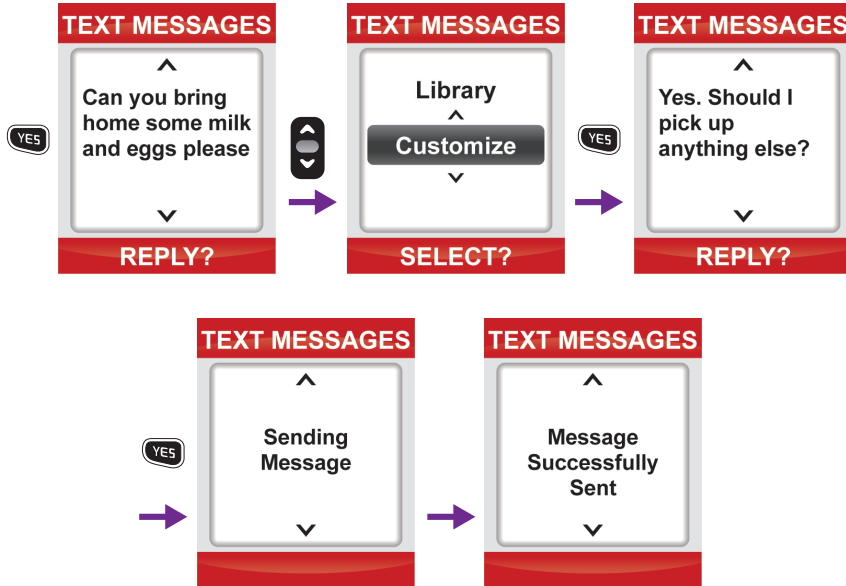 TEXT MESSAGES
YES
Can you bring
home some milk
and eggs please
REPLY?
TEXT MESSAGES
Library
Customize
SELECT?
YES
TEXT MESSAGES
Yes. Should I
pick up
anything else?
REPLY?
YES
TEXT MESSAGES
Sending
Message
TEXT MESSAGES
Message
Successfully
Sent